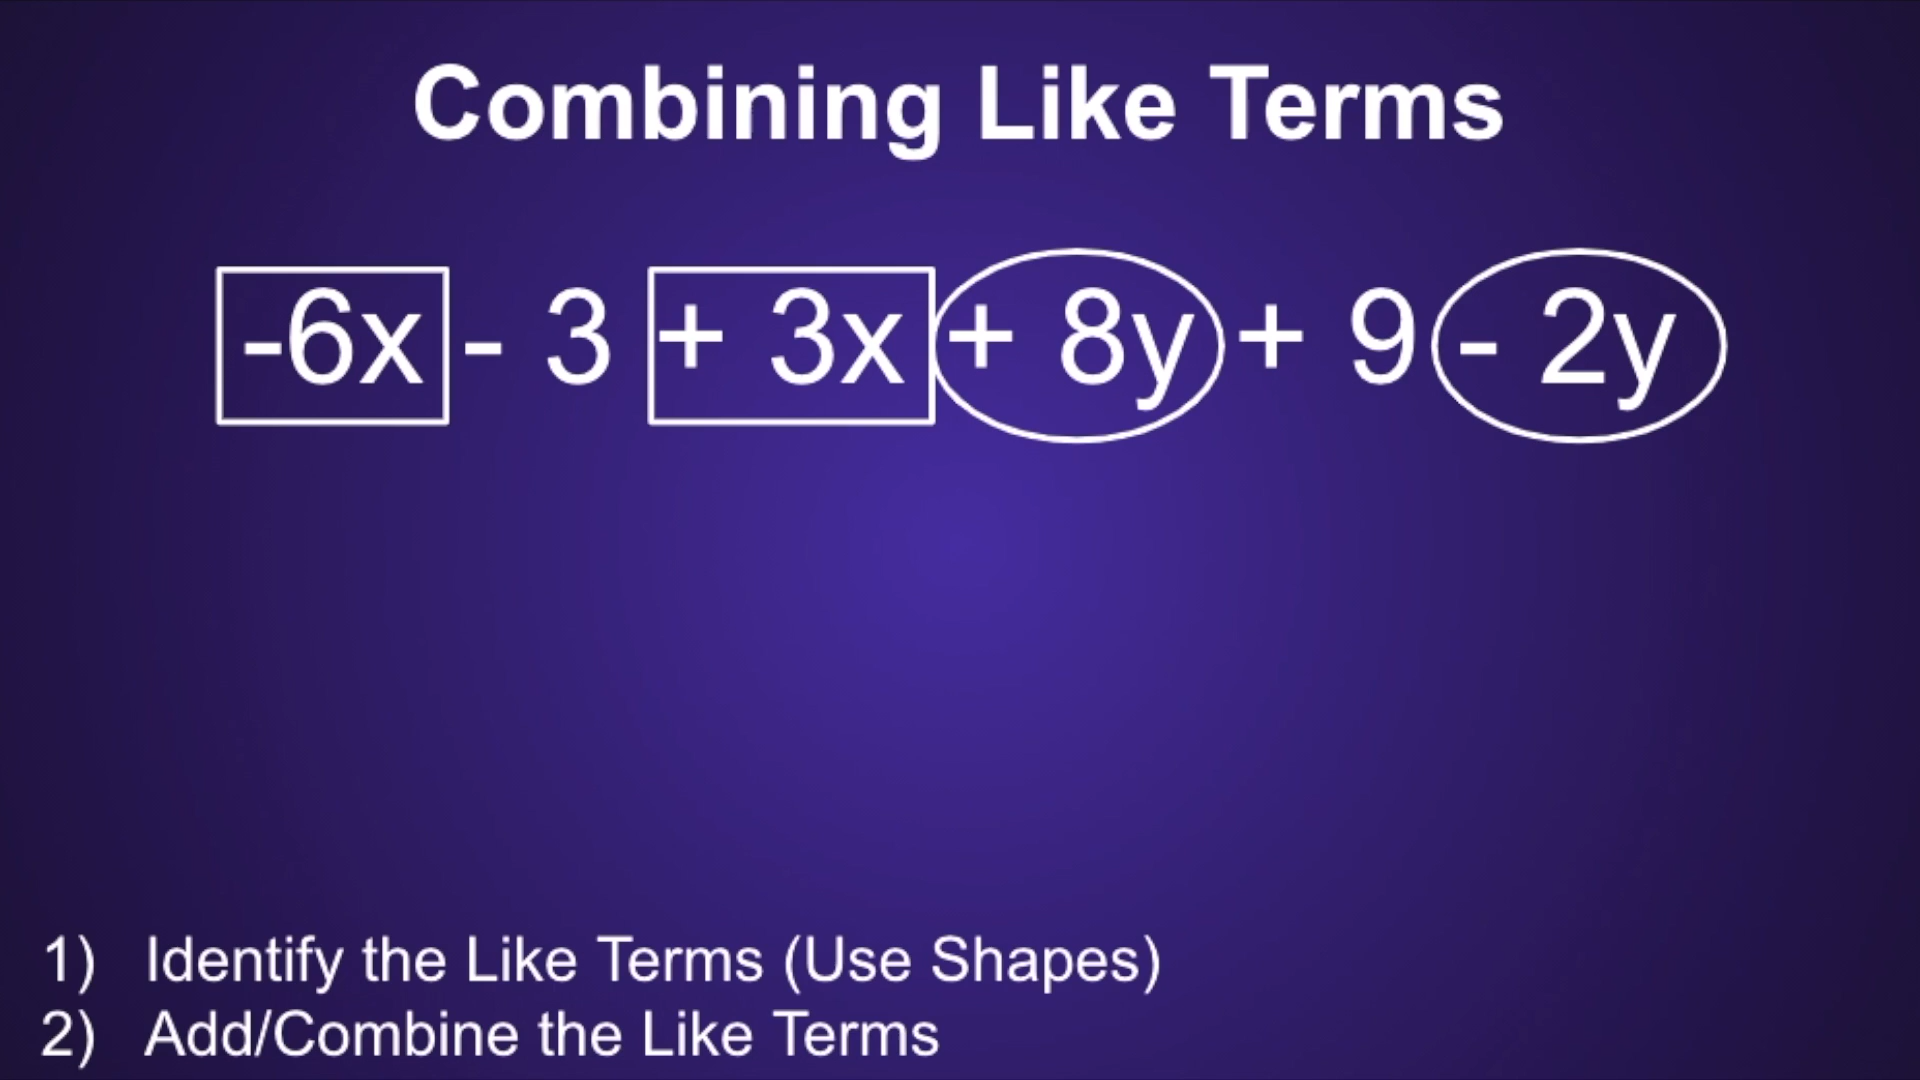 Combining Like Terms
-6x - 3 + 3x + 8y + 9 - 2y
1) Identify the Like Terms (Use Shapes)
2) Add/Combine the Like Terms